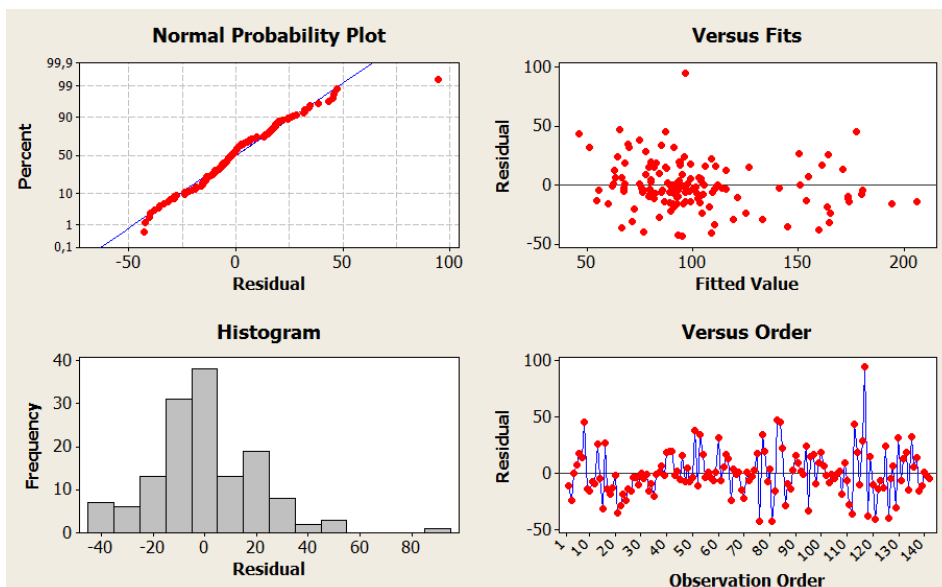 Normal Probability Plot
99,9
99
90
50
10
1
0,1
Percent
-50 0 50 100
Residual
Versus Fits
100
50
0
-50
Residual
50 100 150 200
Fitted Value
Histogram
40
30
20
10
0
Frequency
-40 -20 0 20 40 60 80
Residual
Versus Order
100
50
0
-50
Residual
1 10 20 30 40 50 60 70 80 90 100 110 120 130 140
Observation Order